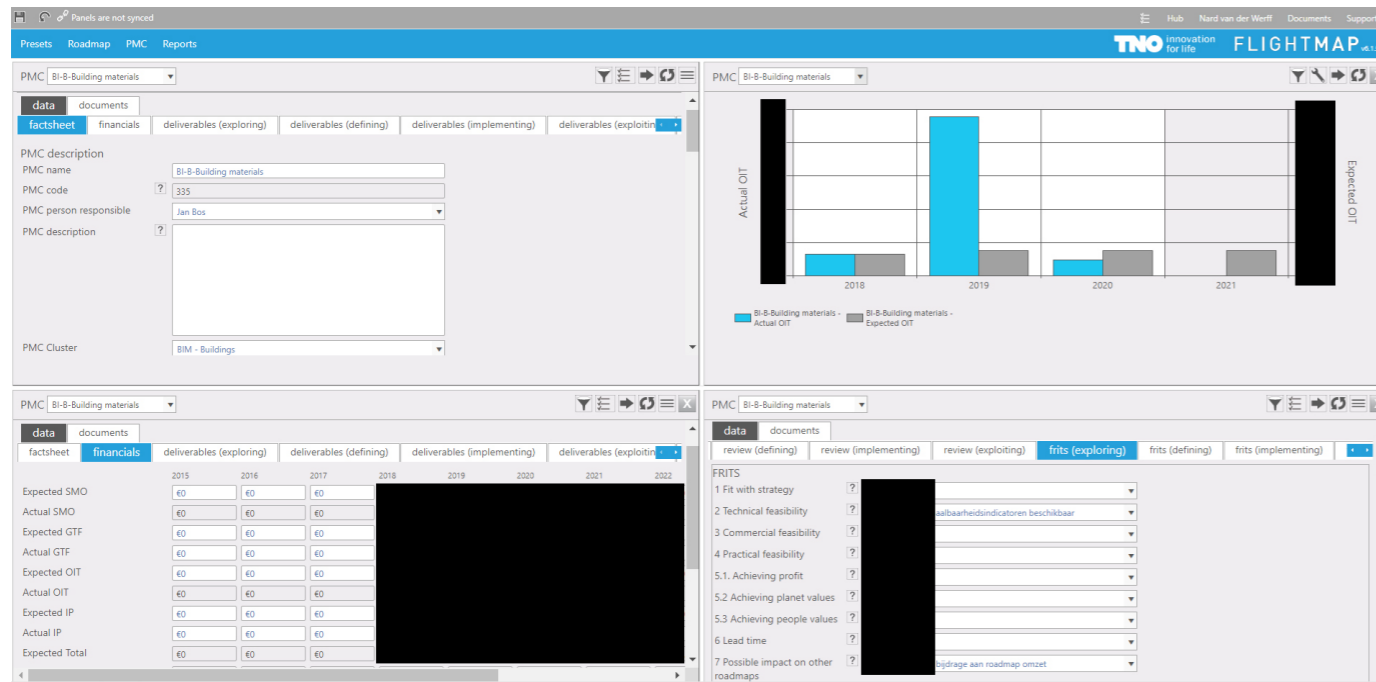 Panels are not synced
Hub Nard van der Werff Documents Support
Presets Roadmap PMC Reports
TNO innovation for life FLIGHTMAP
PMC BI-B-Building materials
data documents
factsheet financials deliverables (exploring) deliverables (defining) deliverables (implementing) deliverables (exploitin
PMC description
PMC name BI-B-Building materials
PMC code ? 335
PMC person responsible Jan Bos
PMC description ?
PMC Cluster BIM - Buildings
PMC BI-B-Building materials
Actual OIT
Expected OIT
2018 2019 2020 2021
BI-B-Building materials - Actual OIT
BI-B-Building materials - Expected OIT
PMC BI-B-Building materials X
data documents
factsheet financials deliverables (exploring) deliverables (defining) deliverables (implementing) deliverables (exploitin
2015 2016 2017 2018 2019 2020 2021 2022
Expected SMO €0 €0 €0
Actual SMO €0 €0 €0
Expected GTF €0 €0 €0
Actual GTF €0 €0 €0
Expected OIT €0 €0 €0
Actual OIT €0 €0 €0
Expected IP €0 €0 €0
Actual IP €0 €0 €0
Expected Total €0 €0 €0
PMC BI-B-Building materials
data documents
review (defining) review (implementing) review (exploiting) frits (exploring) frits (defining) frits (implementing)
FRITS
1 Fit with strategy ?
2 Technical feasibility ? aalbaarheidsindicatoren beschikbaar
3 Commercial feasibility ?
4 Practical feasibility ?
5.1. Achieving profit ?
5.2 Achieving planet values ?
5.3 Achieving people values ?
6 Lead time ?
7 Possible impact on other ? bijdrage aan roadmap omzet
roadmaps